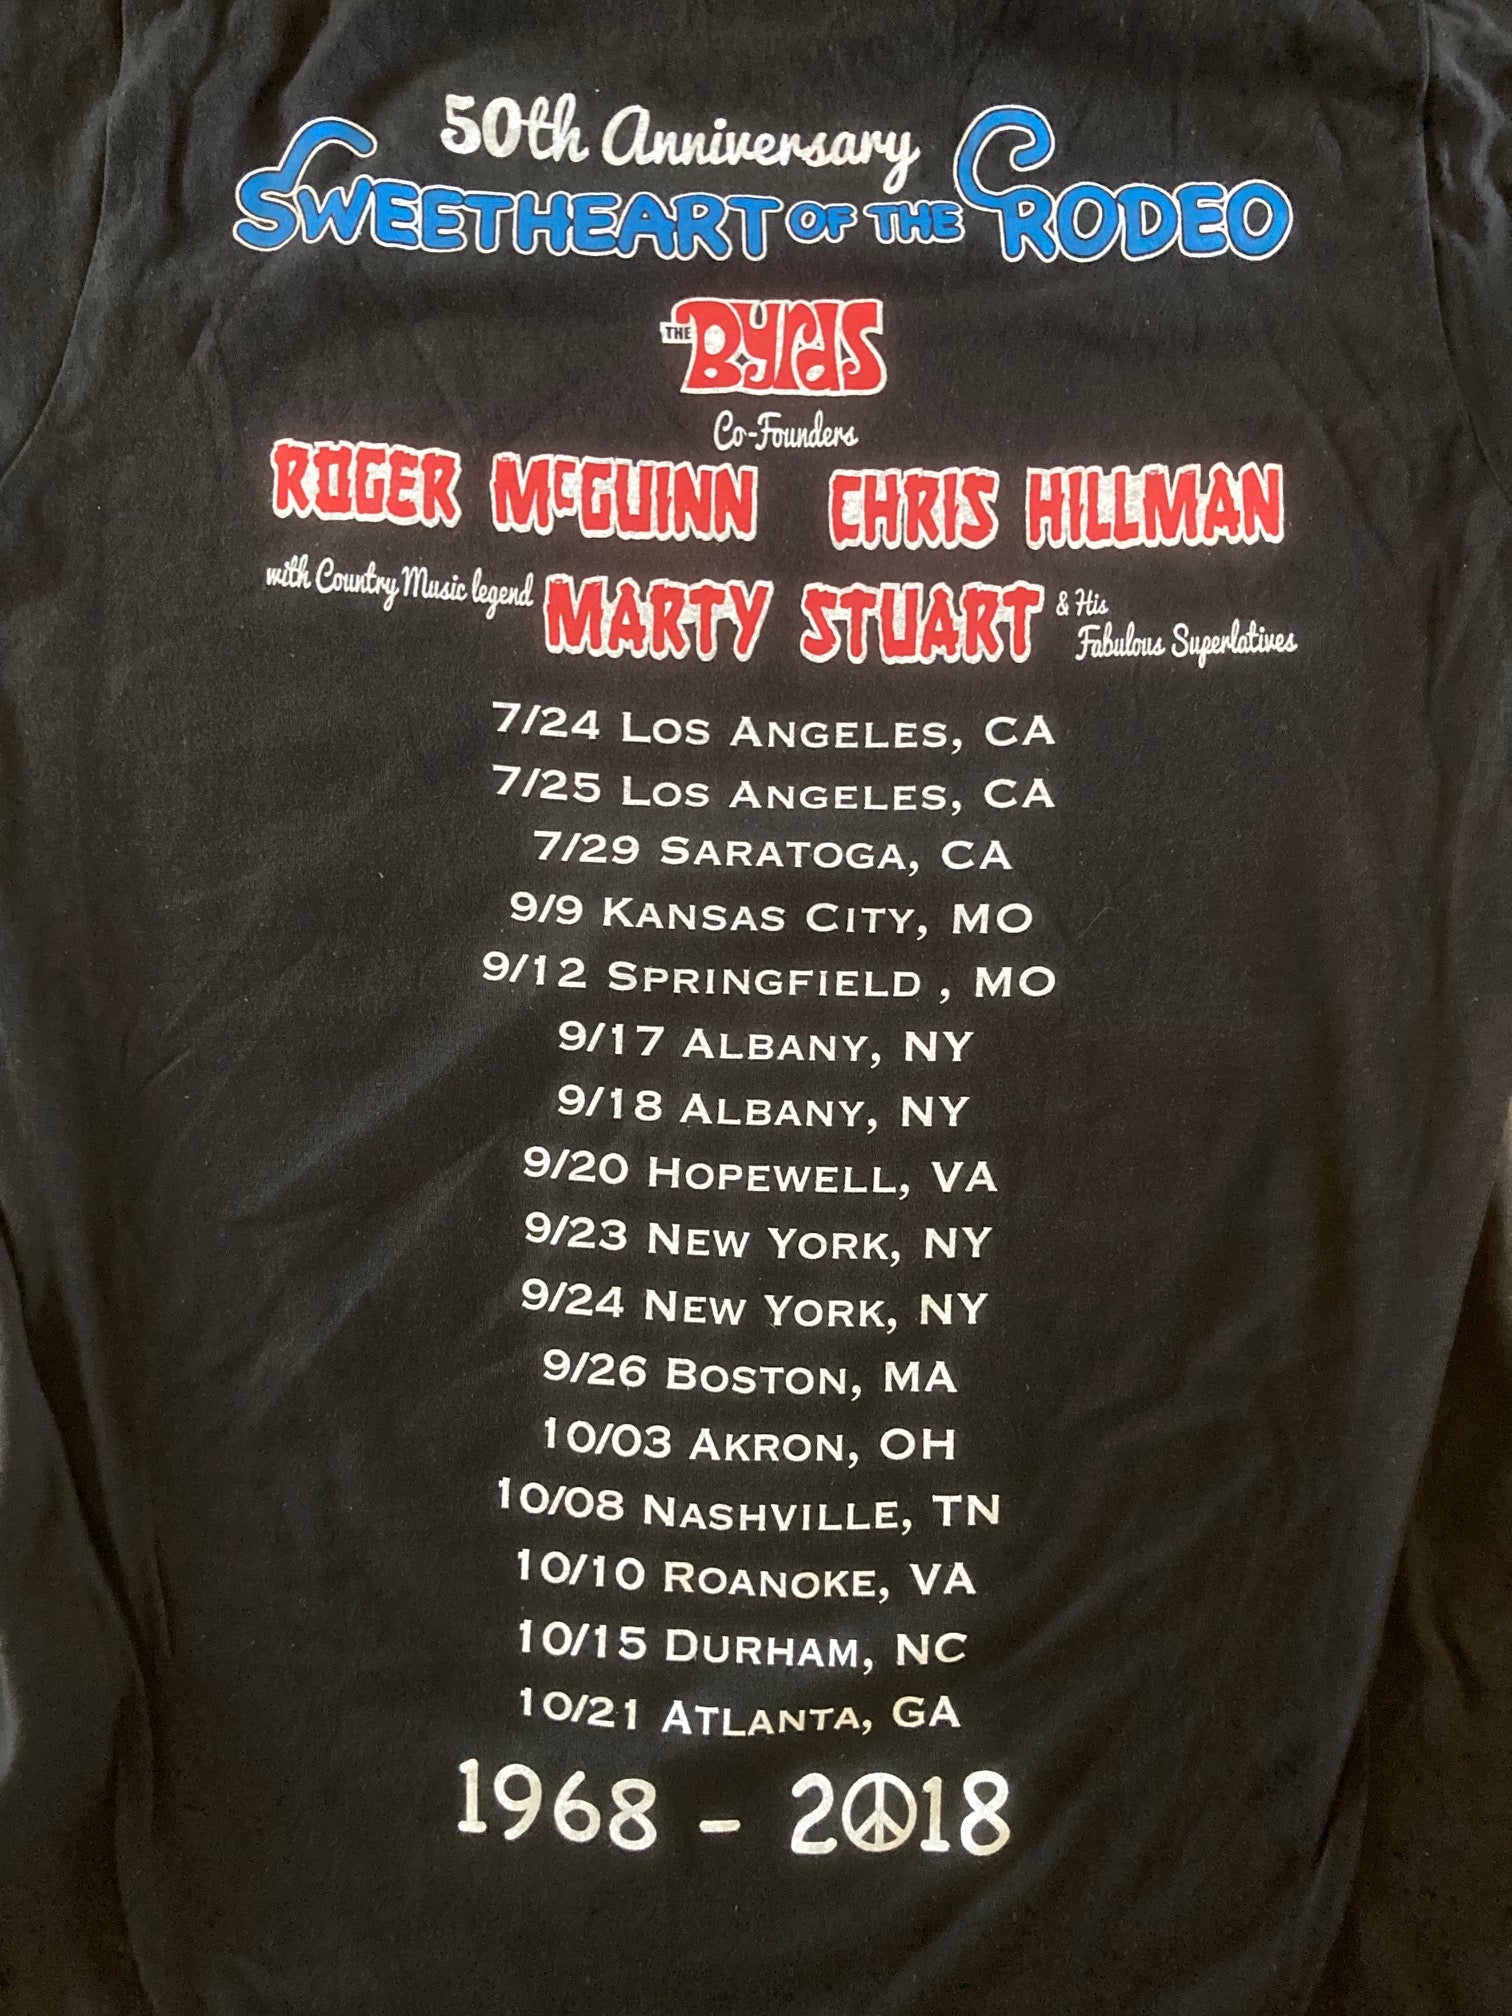 50th Anniversary
SWEETHEART OF THE RODEO
THE Byrds
Co-Founders
ROGER McGUINN CHRIS HILLMAN
with Country Music legend MARTY STUART & His Fabulous Superlatives
7/24 LOS ANGELES, CA
7/25 LOS ANGELES, CA
7/29 SARATOGA, CA
9/9 KANSAS CITY, MO
9/12 SPRINGFIELD , MO
9/17 ALBANY, NY
9/18 ALBANY, NY
9/20 HOPEWELL, VA
9/23 NEW YORK, NY
9/24 NEW YORK, NY
9/26 BOSTON, MA
10/03 AKRON, OH
10/08 NASHVILLE, TN
10/10 ROANOKE, VA
10/15 DURHAM, NC
10/21 ATLANTA, GA
1968 - 2018